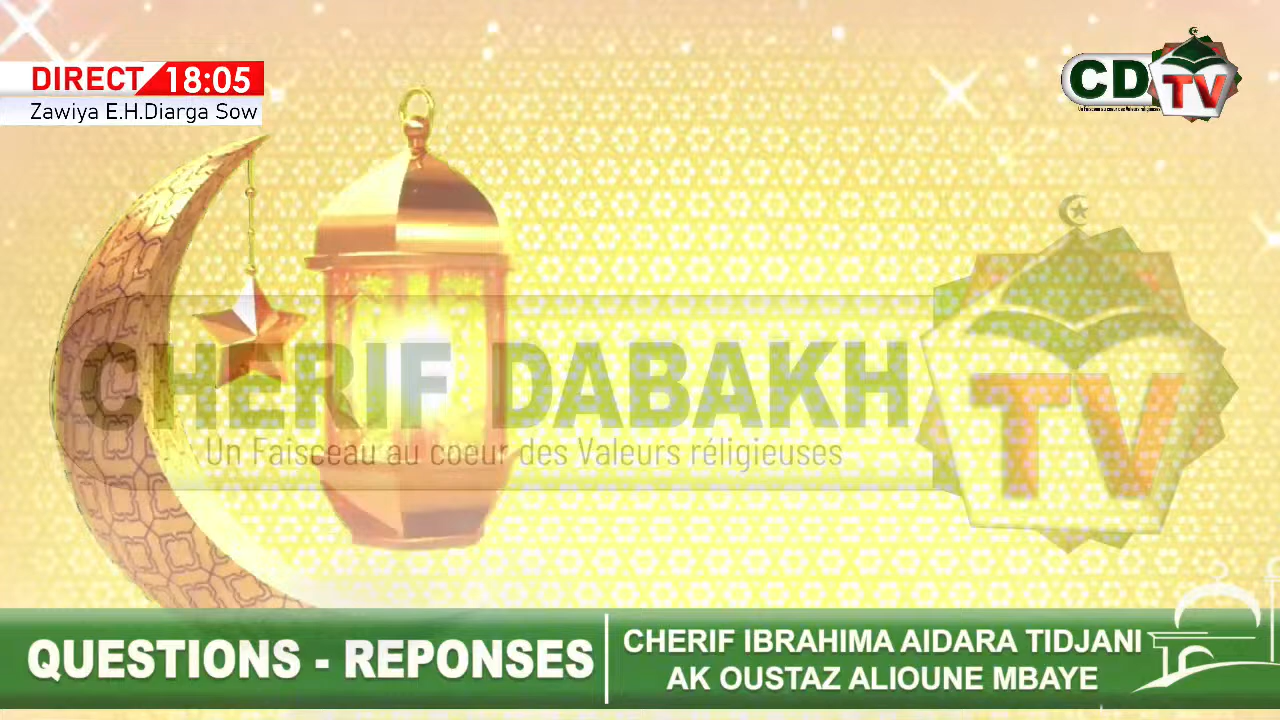 DIRECT 18:05
Zawiya E.H.Diarga Sow
CD TV
CHERIF DABAKH
TV
Un Faisceau au coeur des Valeurs réligieuses
QUESTIONS - REPONSES
CHERIF IBRAHIMA AIDARA TIDJANI
AK OUSTAZ ALIOUNE MBAYE